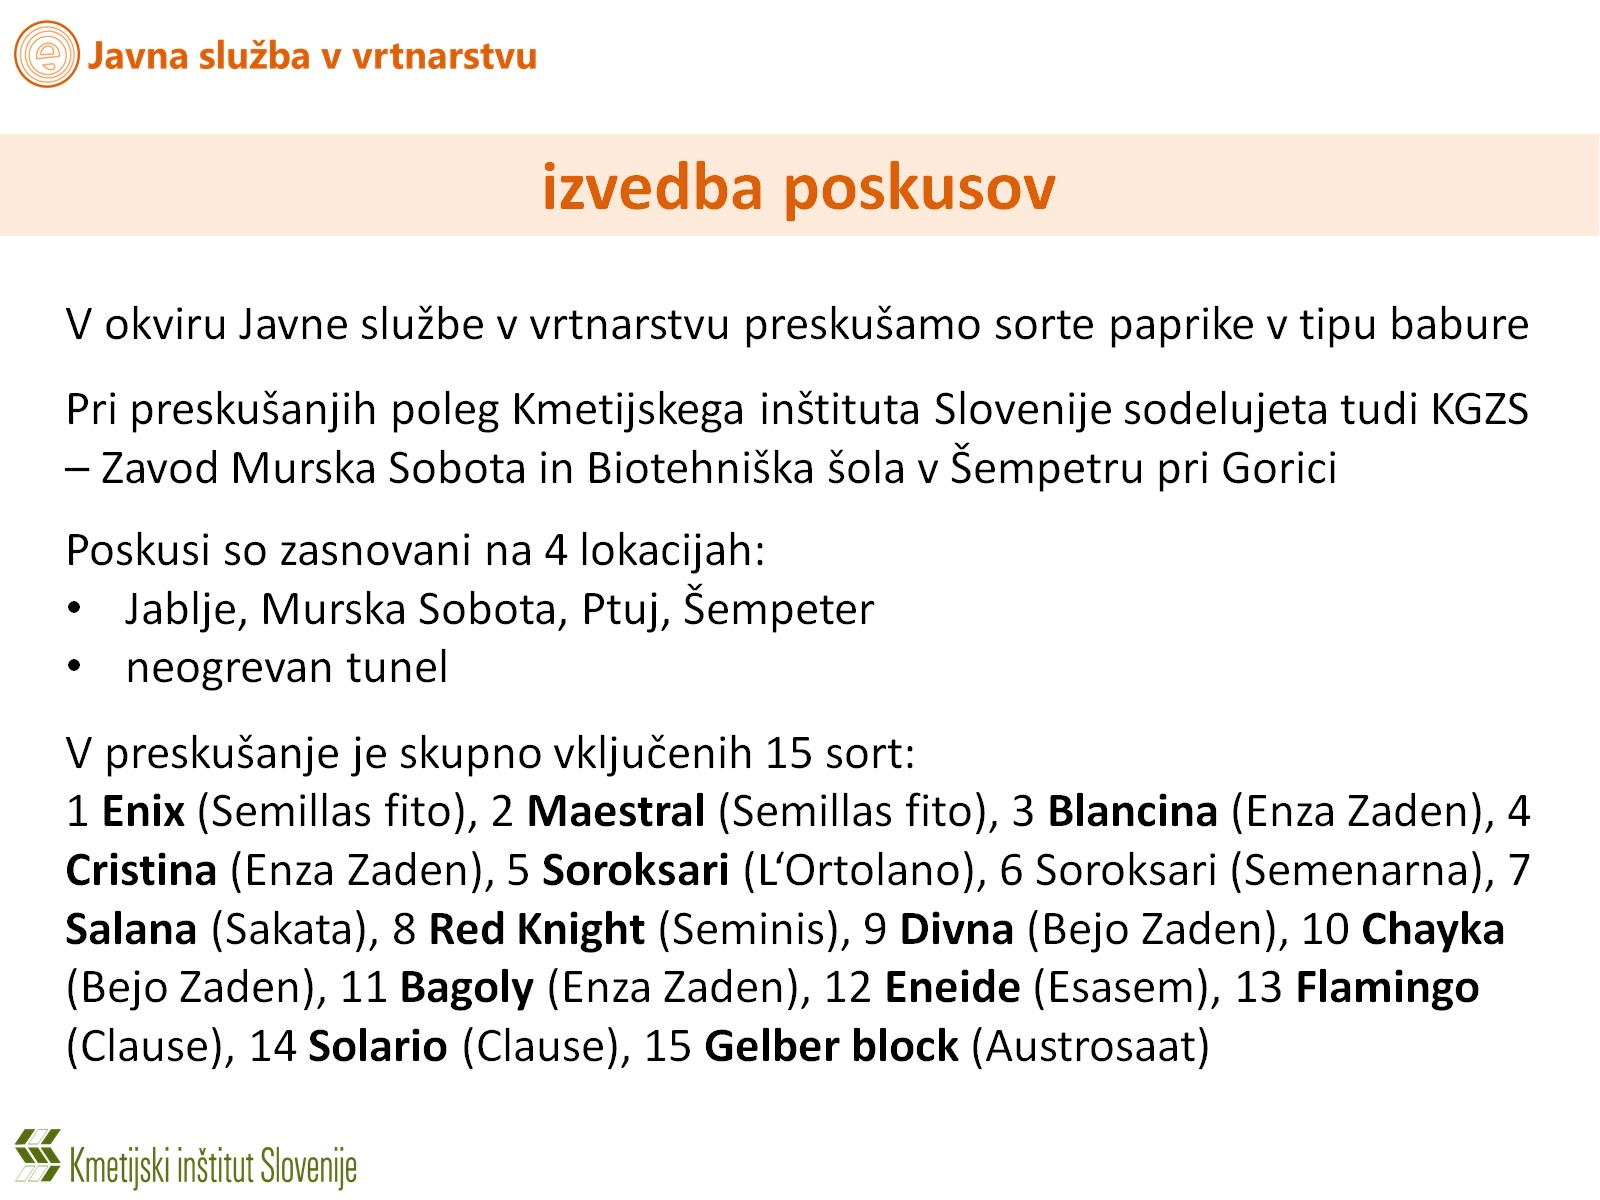 Javna služba v vrtnarstvu
izvedba poskusov
V okviru Javne službe v vrtnarstvu preskušamo sorte paprike v tipu babure
Pri preskušanjih poleg Kmetijskega inštituta Slovenije sodelujeta tudi KGZS
– Zavod Murska Sobota in Biotehniška šola v Šempetru pri Gorici
Poskusi so zasnovani na 4 lokacijah:
• Jablje, Murska Sobota, Ptuj, Šempeter
• neogrevan tunel
V preskušanje je skupno vključenih 15 sort:
1 Enix (Semillas fito), 2 Maestral (Semillas fito), 3 Blancina (Enza Zaden), 4
Cristina (Enza Zaden), 5 Soroksari (L‘Ortolano), 6 Soroksari (Semenarna), 7
Salana (Sakata), 8 Red Knight (Seminis), 9 Divna (Bejo Zaden), 10 Chayka
(Bejo Zaden), 11 Bagoly (Enza Zaden), 12 Eneide (Esasem), 13 Flamingo
(Clause), 14 Solario (Clause), 15 Gelber block (Austrosaat)
Kmetijski inštitut Slovenije